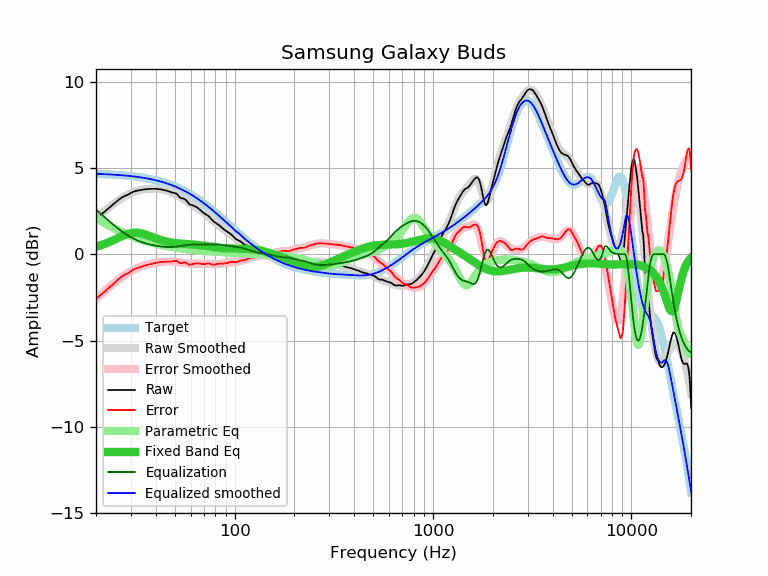 Samsung Galaxy Buds
10
5
0
−5
−10
−15
Amplitude (dBr)
Target
Raw Smoothed
Error Smoothed
Raw
Error
Parametric Eq
Fixed Band Eq
Equalization
Equalized smoothed
100 1000 10000
Frequency (Hz)